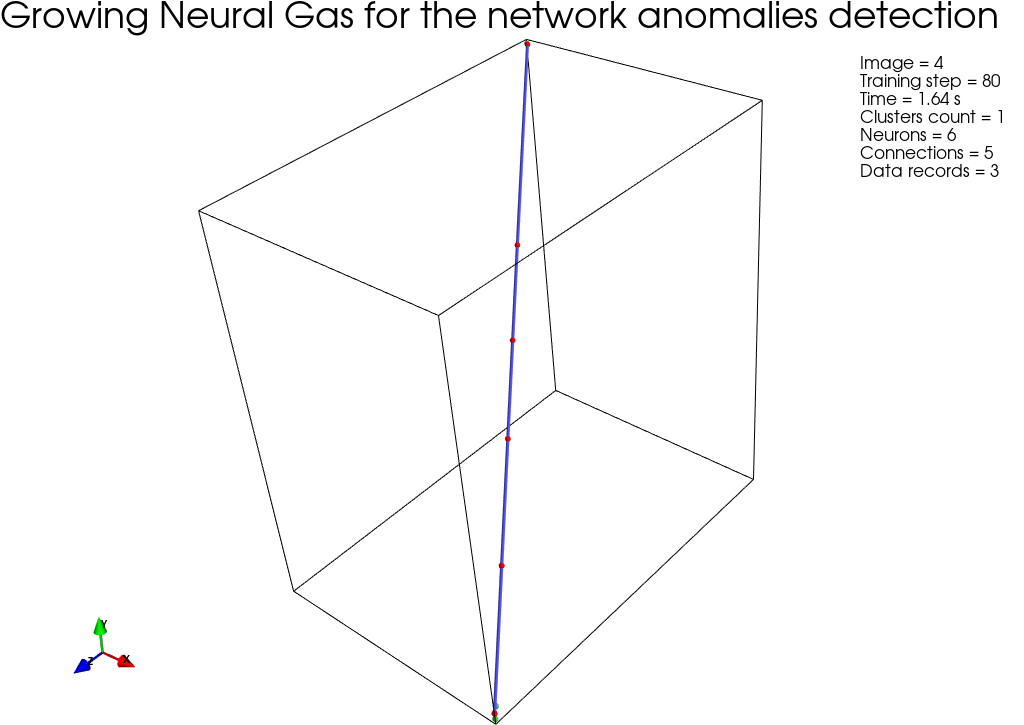 Growing Neural Gas for the network anomalies detection
Image = 4
Training step = 80
Time = 1.64 s
Clusters count = 1
Neurons = 6
Connections = 5
Data records = 3
Y
Z
X